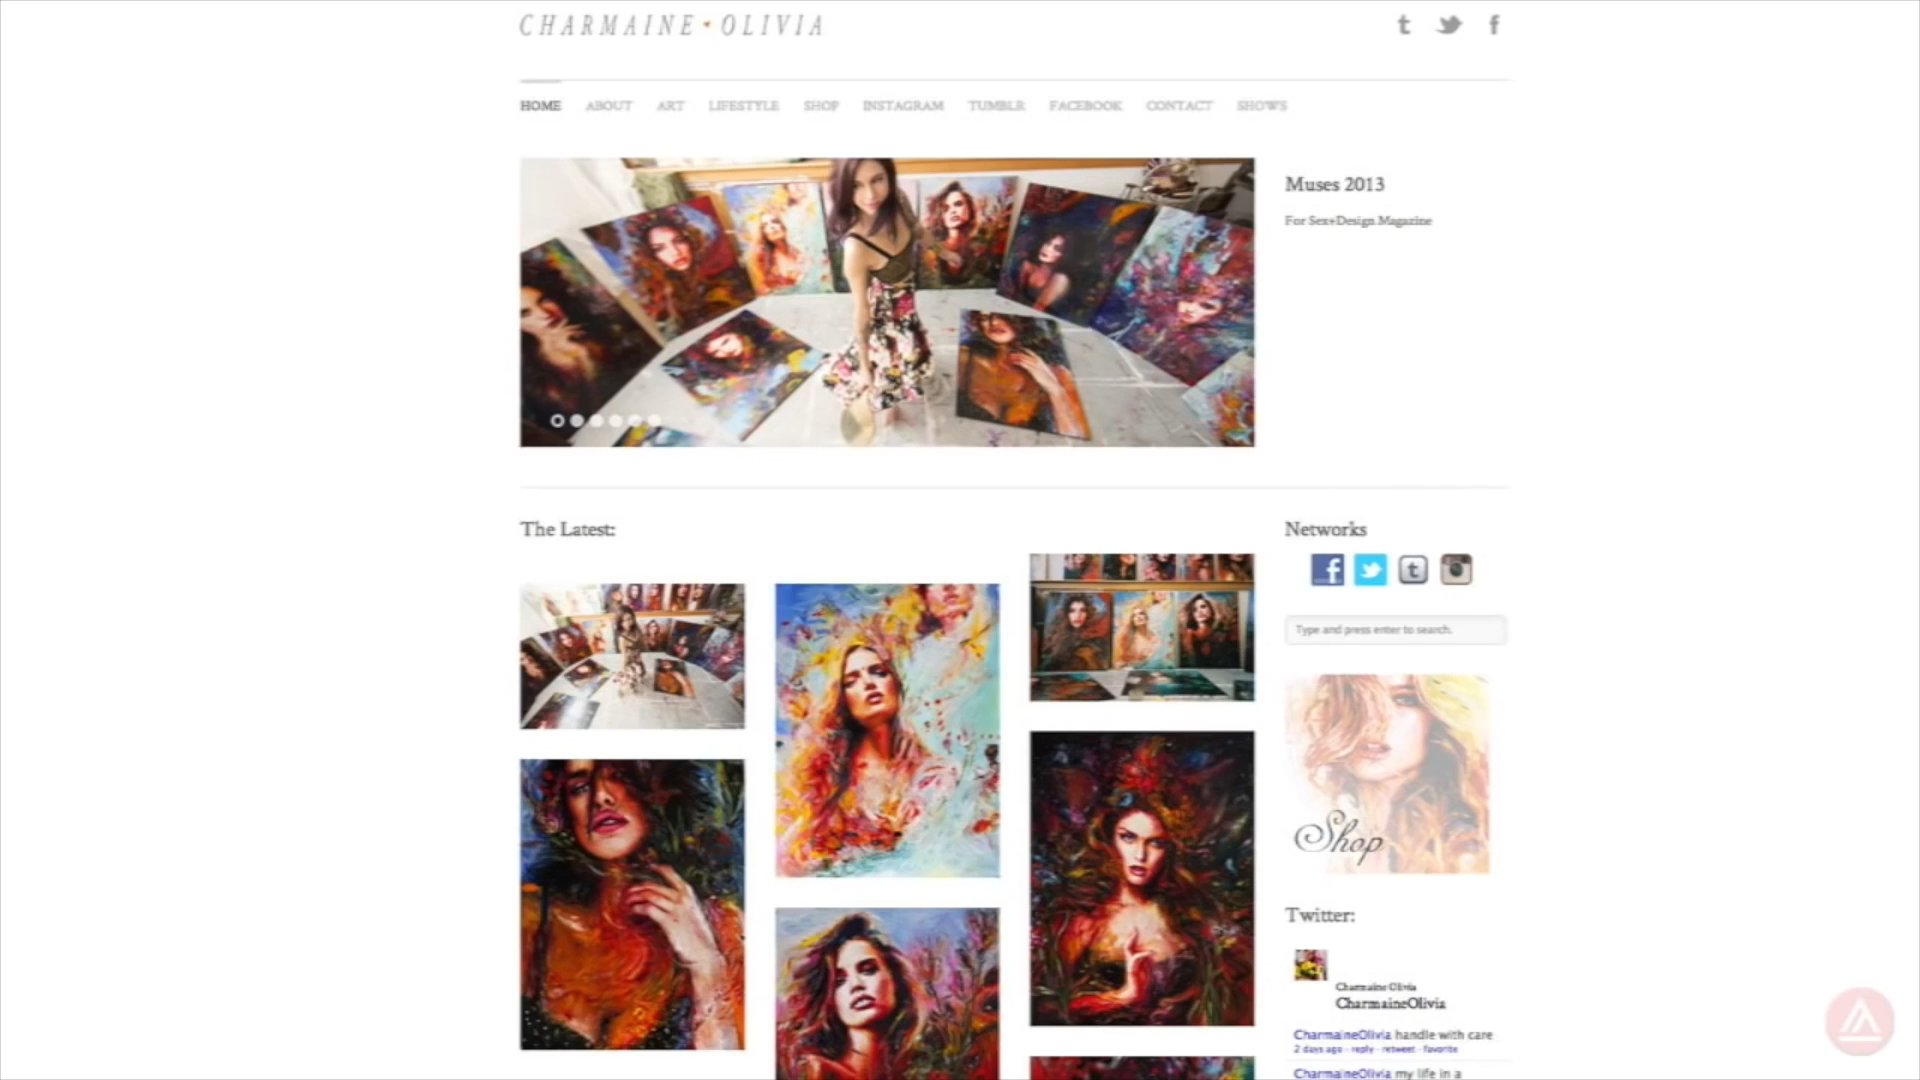 CHARMAINE • OLIVIA
HOME ABOUT ART LIFESTYLE SHOP INSTAGRAM TUMBLR FACEBOOK CONTACT SHOWS
Muses 2013
For Sex+Design Magazine
The Latest:
Networks
Type and press enter to search.
Shop
Twitter:
Charmaine Olivia
CharmaineOlivia
CharmaineOlivia handle with care
2 days ago · reply · retweet · favorite
CharmaineOlivia my life in a